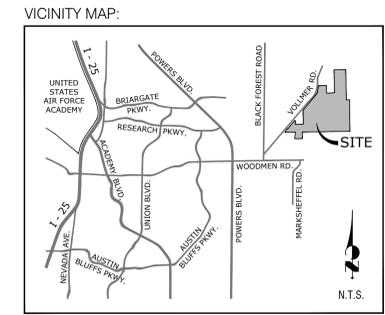 VICINITY MAP:
I - 25
POWERS BLVD.
BLACK FOREST ROAD
VOLLMER RD.
UNITED
STATES
AIR FORCE
ACADEMY
BRIARGATE
PKWY.
RESEARCH PKWY.
SITE
ACADEMY BLVD
WOODMEN RD.
UNION BLVD.
POWERS BLVD.
MARKSHEFFEL RD.
I - 25
NEVADA AVE.
AUSTIN
BLUFFS PKWY.
AUSTIN
BLUFFS PKWY.
N
N.T.S.